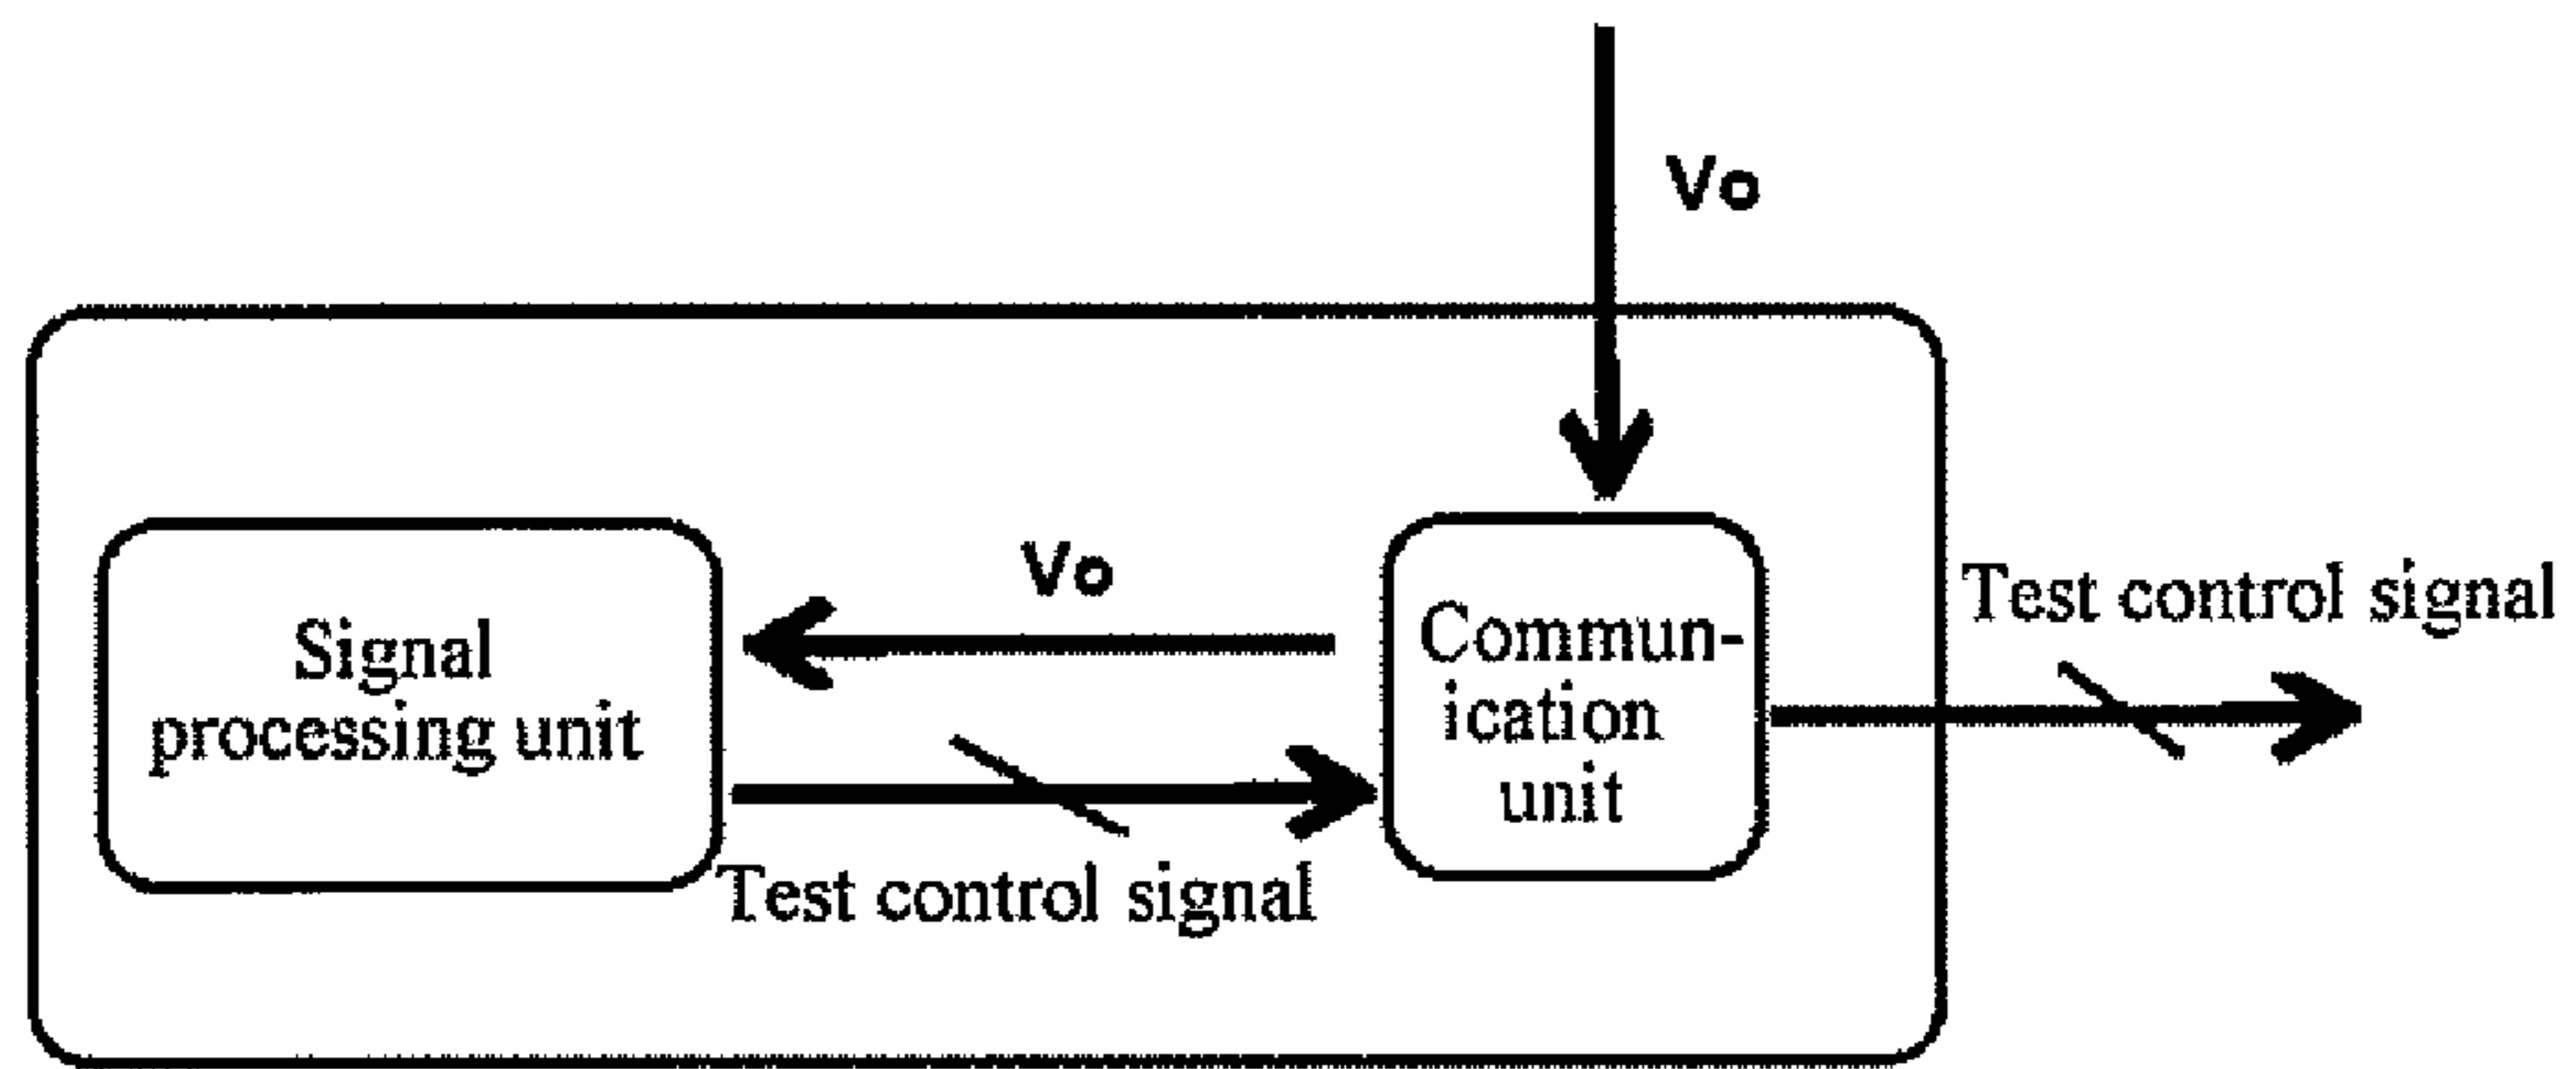 Vo
Vo
Signal
processing unit
Commun-
ication
unit
Test control signal
Test control signal